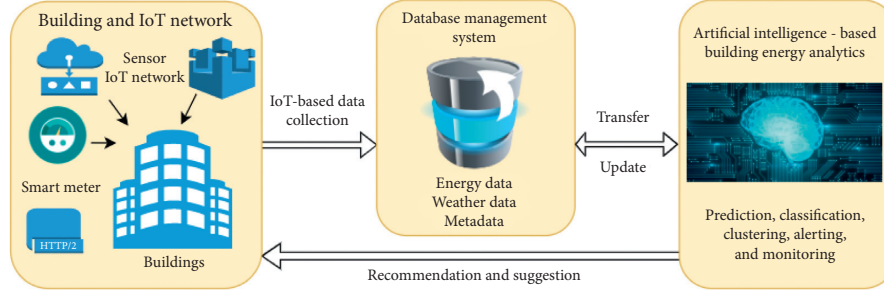 Building and IoT network
Sensor
IoT network
Smart meter
HTTP/2
Buildings
IoT-based data
collection
Database management
system
Energy data
Weather data
Metadata
Transfer
Update
Artificial intelligence - based
building energy analytics
Prediction, classification,
clustering, alerting,
and monitoring
Recommendation and suggestion